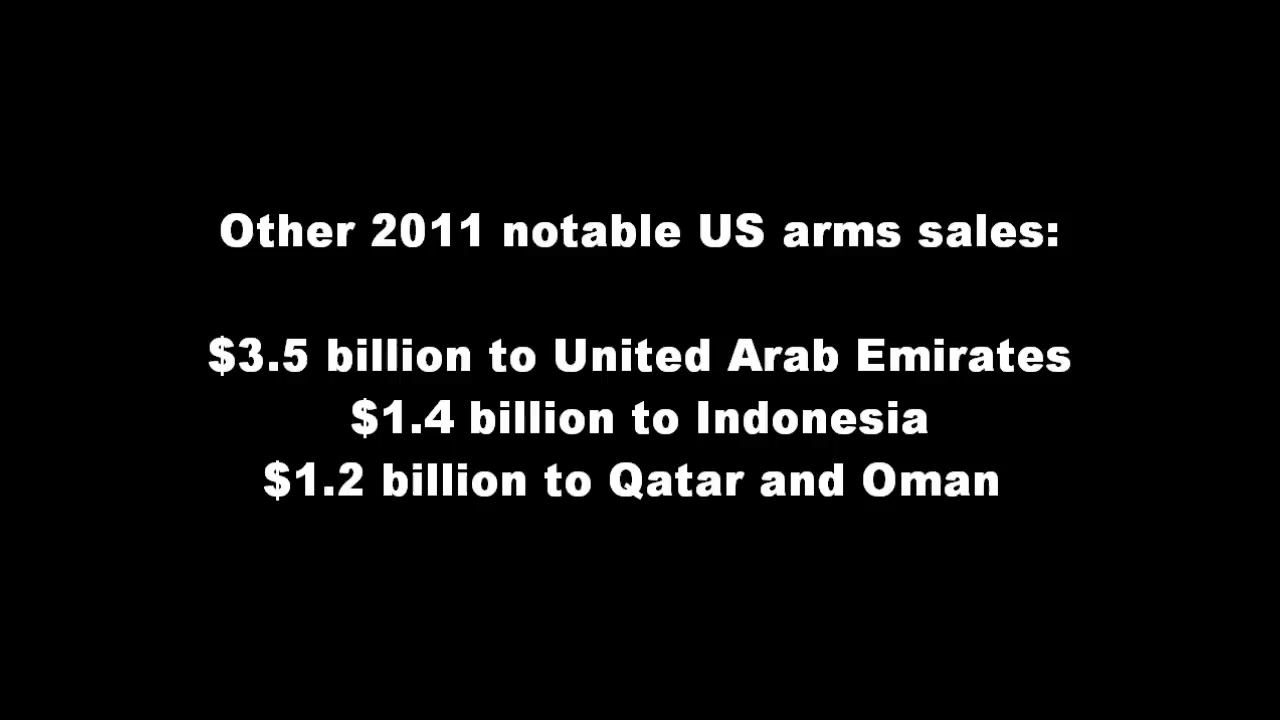 Other 2011 notable US arms sales:
$3.5 billion to United Arab Emirates
$1.4 billion to Indonesia
$1.2 billion to Qatar and Oman